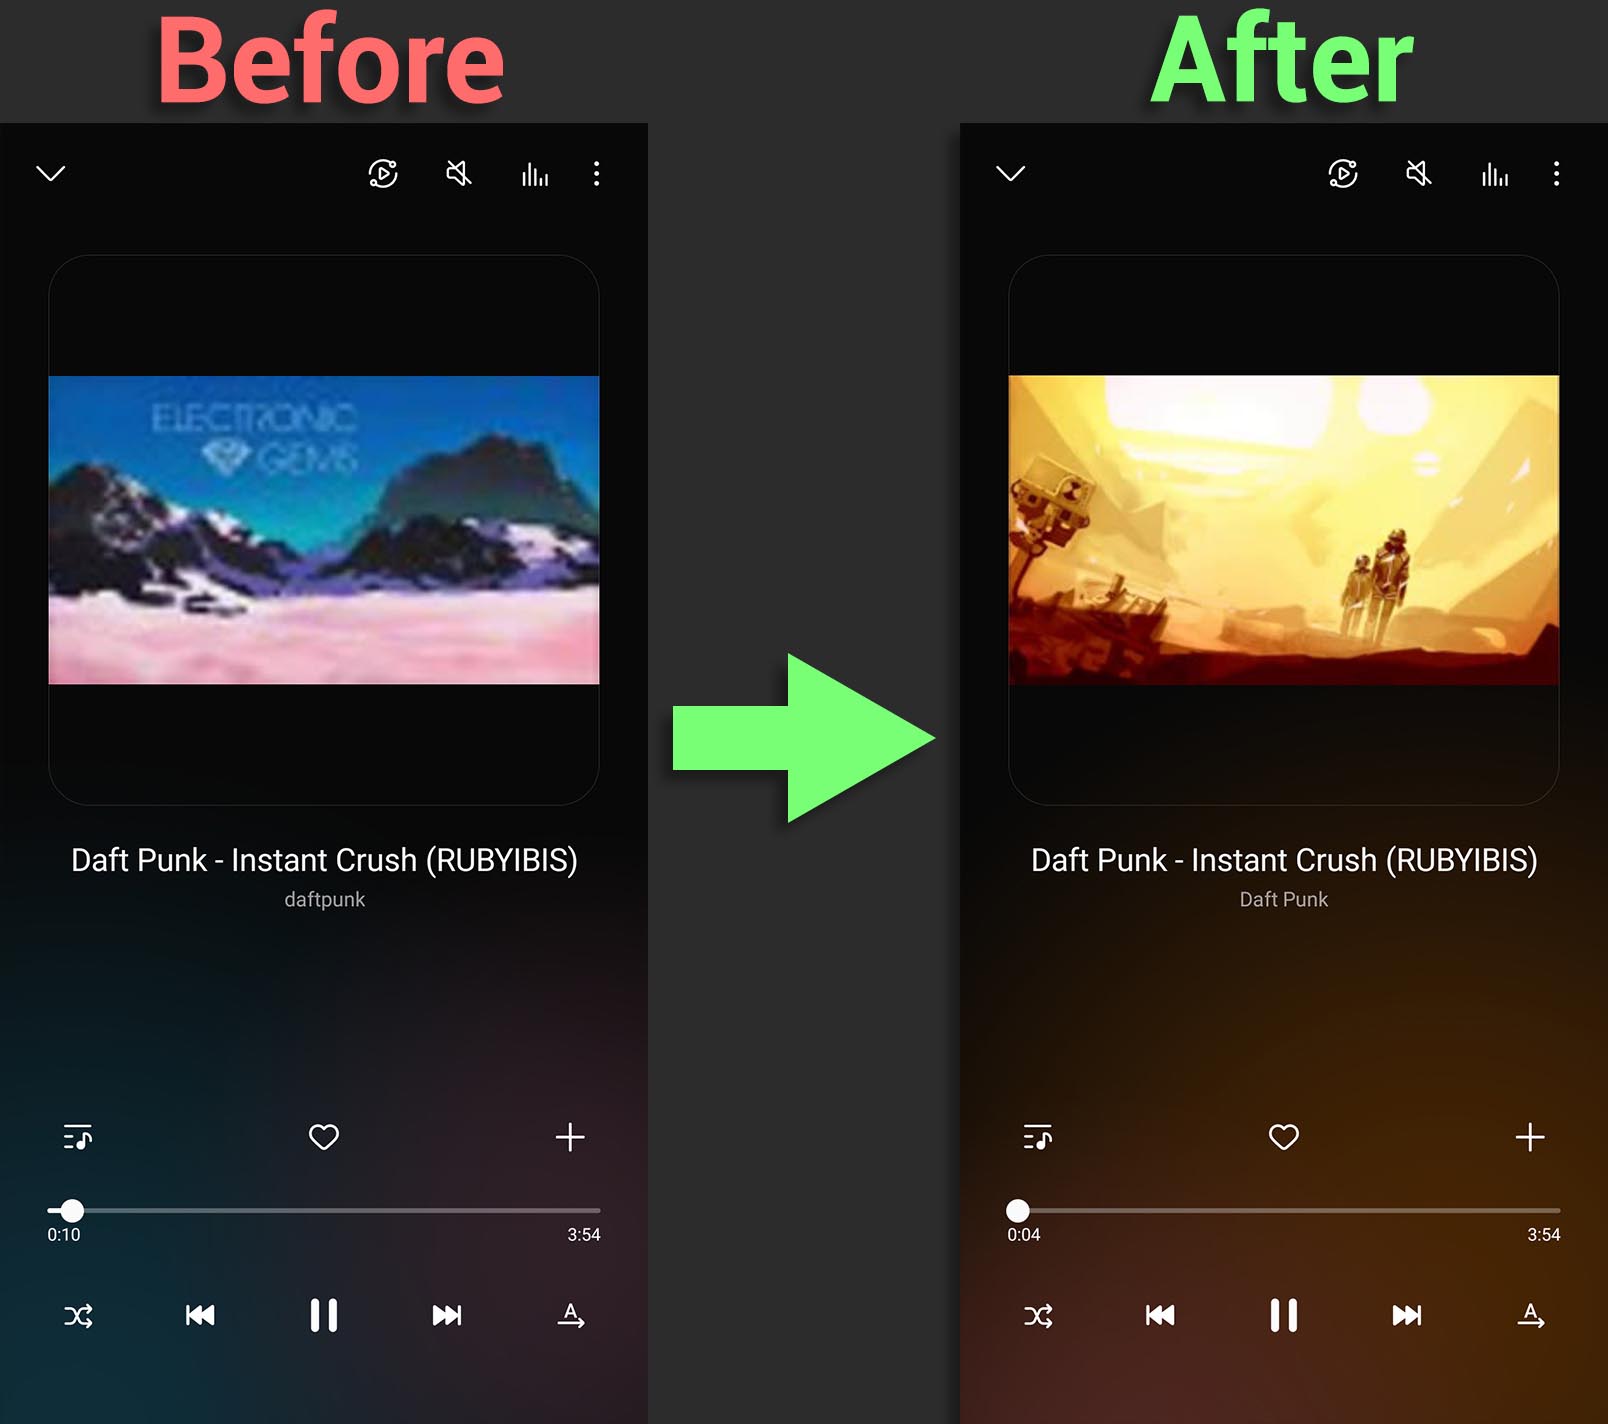 Before
After
ELECTRONIC
GEMS
Daft Punk - Instant Crush (RUBYIBIS)
daftpunk
0:10
3:54
A
Daft Punk - Instant Crush (RUBYIBIS)
Daft Punk
0:04
3:54
A